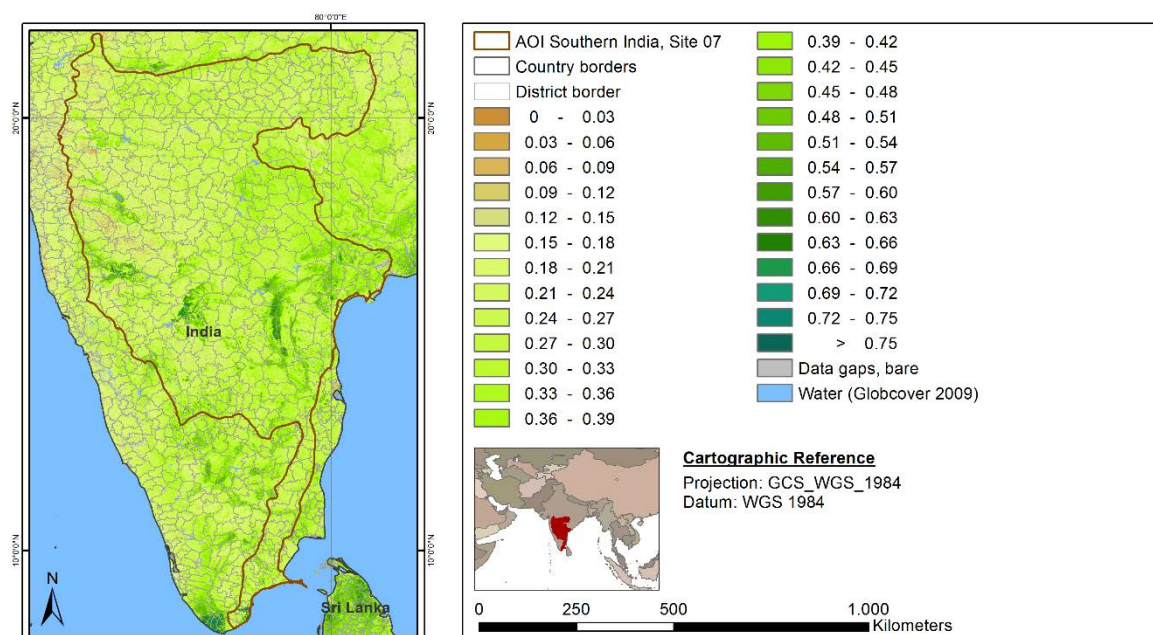 80°0'0"E
20°0'0"N
20°0'0"N
India
10°0'0"N
10°0'0"N
N
Sri Lanka
AOI Southern India, Site 07
Country borders
District border
0 - 0.03
0.03 - 0.06
0.06 - 0.09
0.09 - 0.12
0.12 - 0.15
0.15 - 0.18
0.18 - 0.21
0.21 - 0.24
0.24 - 0.27
0.27 - 0.30
0.30 - 0.33
0.33 - 0.36
0.36 - 0.39
0.39 - 0.42
0.42 - 0.45
0.45 - 0.48
0.48 - 0.51
0.51 - 0.54
0.54 - 0.57
0.57 - 0.60
0.60 - 0.63
0.63 - 0.66
0.66 - 0.69
0.69 - 0.72
0.72 - 0.75
> 0.75
Data gaps, bare
Water (Globcover 2009)
Cartographic Reference
Projection: GCS_WGS_1984
Datum: WGS 1984
0 250 500 1.000
Kilometers